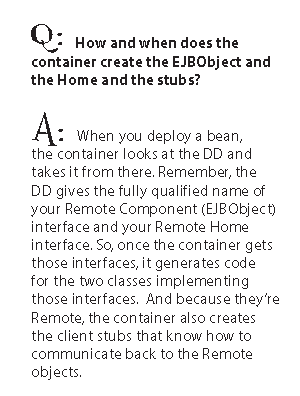 Q: How and when does the
container create the EJBObject and
the Home and the stubs?
A: When you deploy a bean,
the container looks at the DD and
takes it from there. Remember, the
DD gives the fully qualified name of
your Remote Component (EJBObject)
interface and your Remote Home
interface. So, once the container gets
those interfaces, it generates code
for the two classes implementing
those interfaces. And because they're
Remote, the container also creates
the client stubs that know how to
communicate back to the Remote
objects.